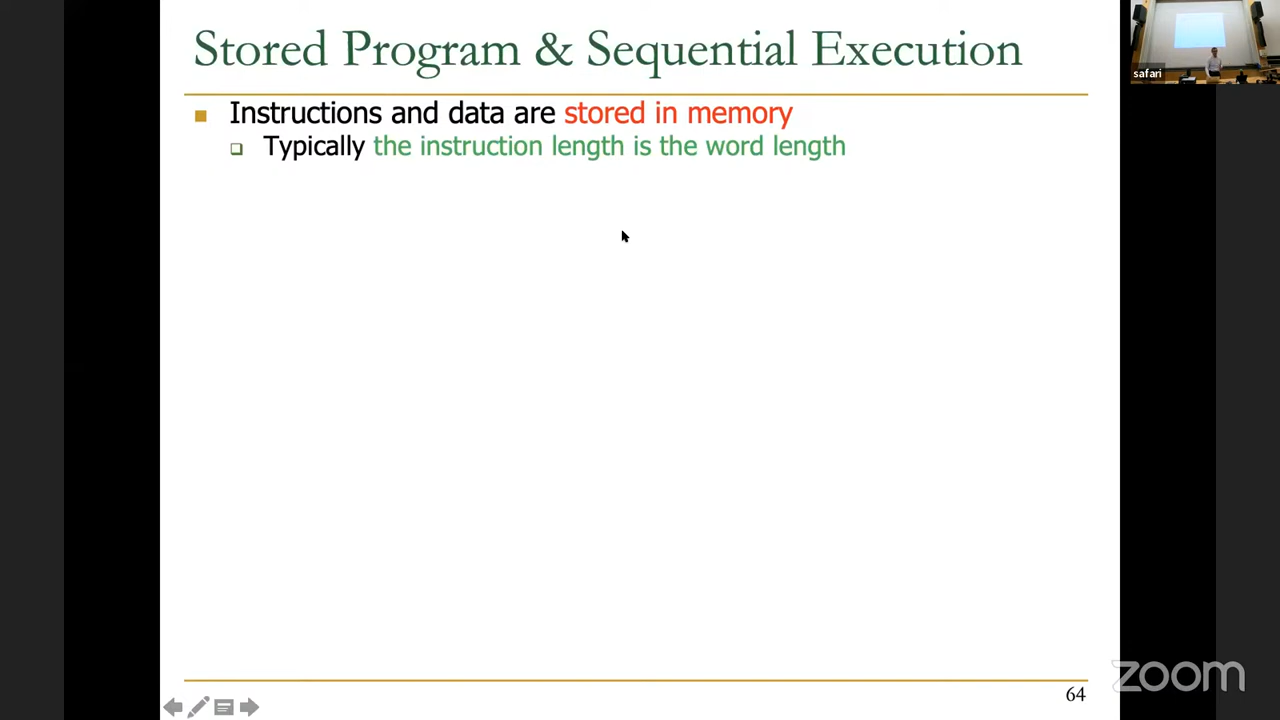 Stored Program & Sequential Execution
safari
Instructions and data are stored in memory
Typically the instruction length is the word length
64
zoom